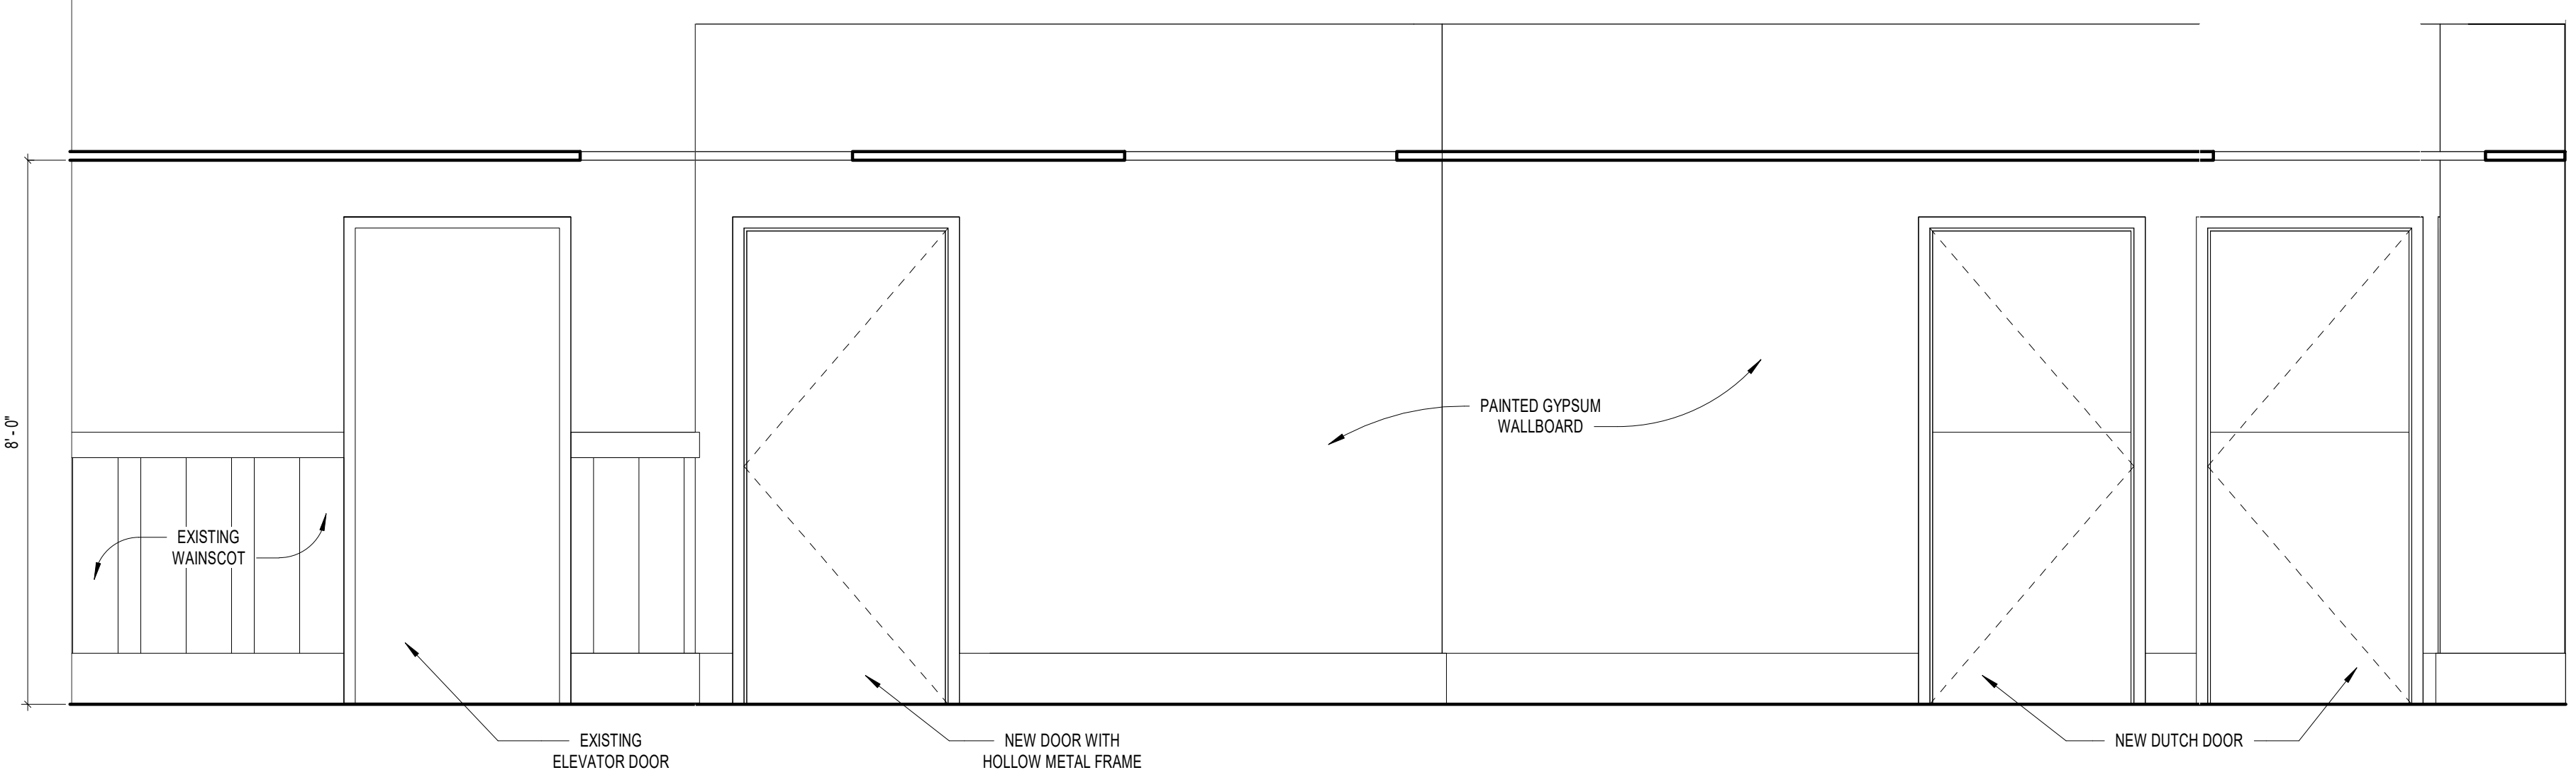 8' - 0"
PAINTED GYPSUM
WALLBOARD
EXISTING
WAINSCOT
EXISTING
ELEVATOR DOOR
NEW DOOR WITH
HOLLOW METAL FRAME
NEW DUTCH DOOR